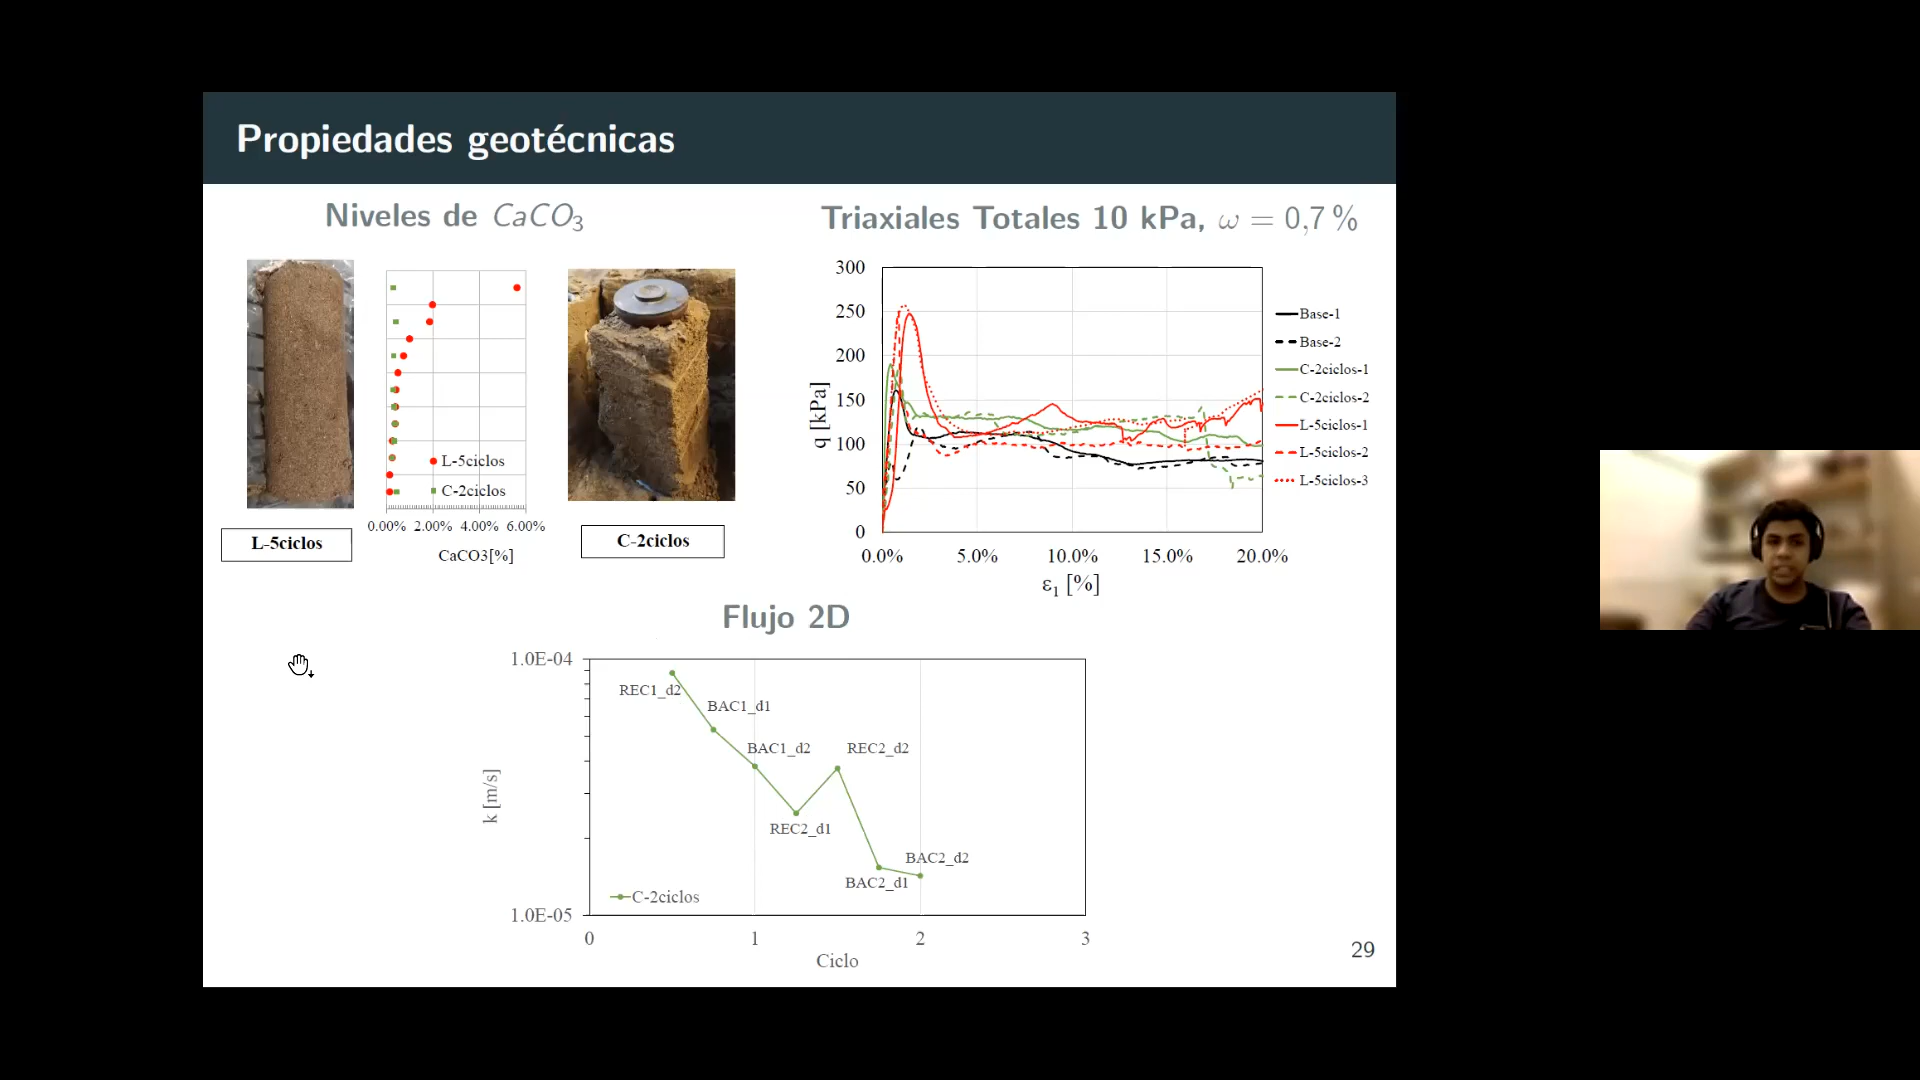 Propiedades geotécnicas
Niveles de CaCO3
L-5ciclos
C-2ciclos
0.00% 2.00% 4.00% 6.00%
CaCO3[%]
L-5ciclos
C-2ciclos
Triaxiales Totales 10 kPa, ω = 0,7 %
300
250
200
150
100
50
0
q [kPa]
0.0% 5.0% 10.0% 15.0% 20.0%
ε1 [%]
Base-1
Base-2
C-2ciclos-1
C-2ciclos-2
L-5ciclos-1
L-5ciclos-2
L-5ciclos-3
Flujo 2D
1.0E-04
1.0E-05
k [m/s]
REC1_d2
BAC1_d1
BAC1_d2
REC2_d1
REC2_d2
BAC2_d1
BAC2_d2
C-2ciclos
0 1 2 3
Ciclo
29